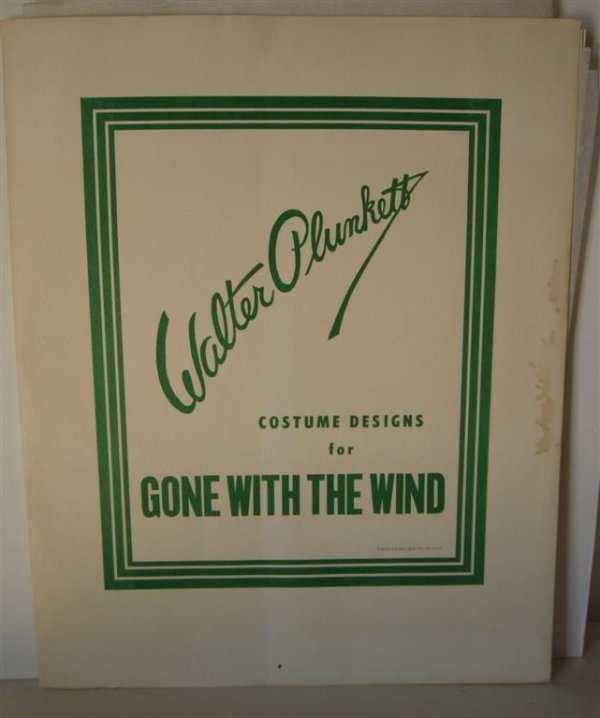 Walter Plunkett
COSTUME DESIGNS
for
GONE WITH THE WIND